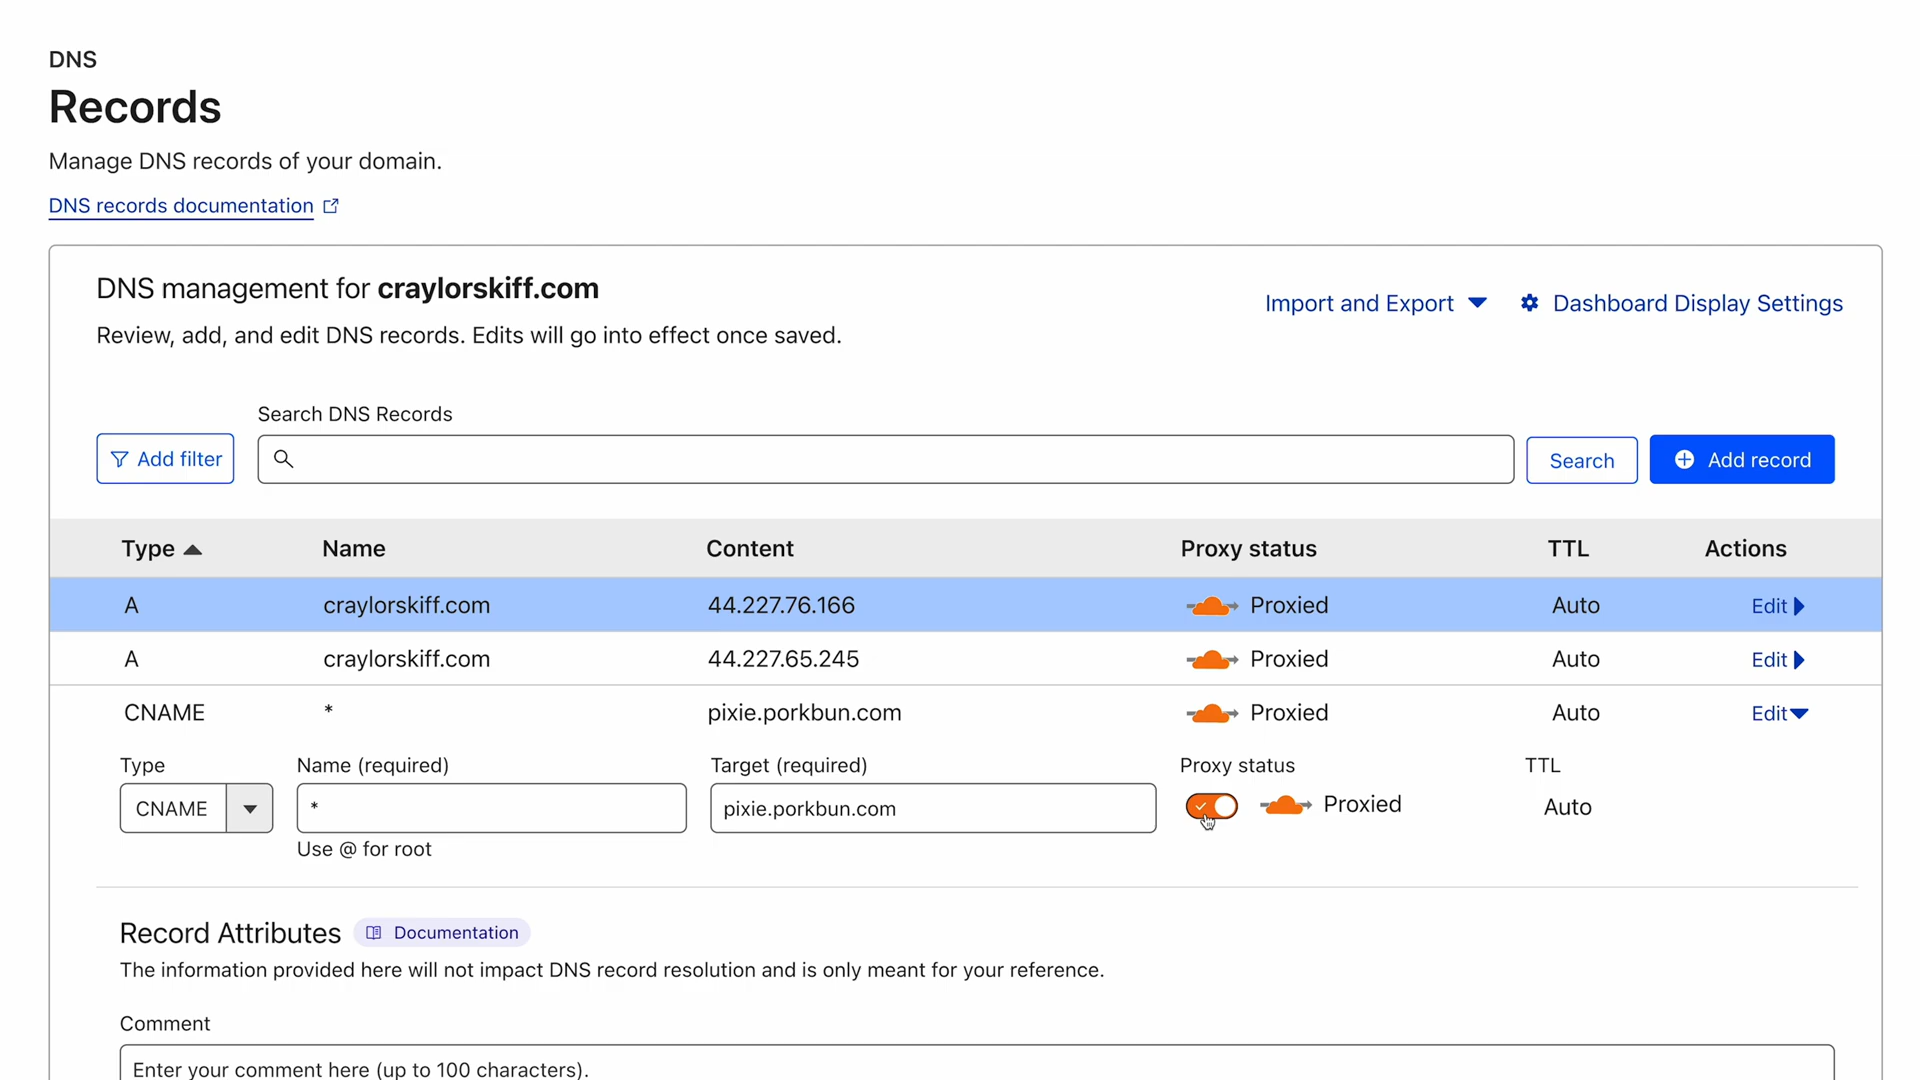 DNS
Records
Manage DNS records of your domain.
DNS records documentation
DNS management for craylorskiff.com
Import and Export
Dashboard Display Settings
Review, add, and edit DNS records. Edits will go into effect once saved.
Search DNS Records
Add filter
Search
Add record
Type Name Content Proxy status TTL Actions
A craylorskiff.com 44.227.76.166 Proxied Auto Edit
A craylorskiff.com 44.227.65.245 Proxied Auto Edit
CNAME * pixie.porkbun.com Proxied Auto Edit
Type Name (required) Target (required) Proxy status TTL
CNAME * pixie.porkbun.com Proxied Auto
Use @ for root
Record Attributes Documentation
The information provided here will not impact DNS record resolution and is only meant for your reference.
Comment
Enter your comment here (up to 100 characters).